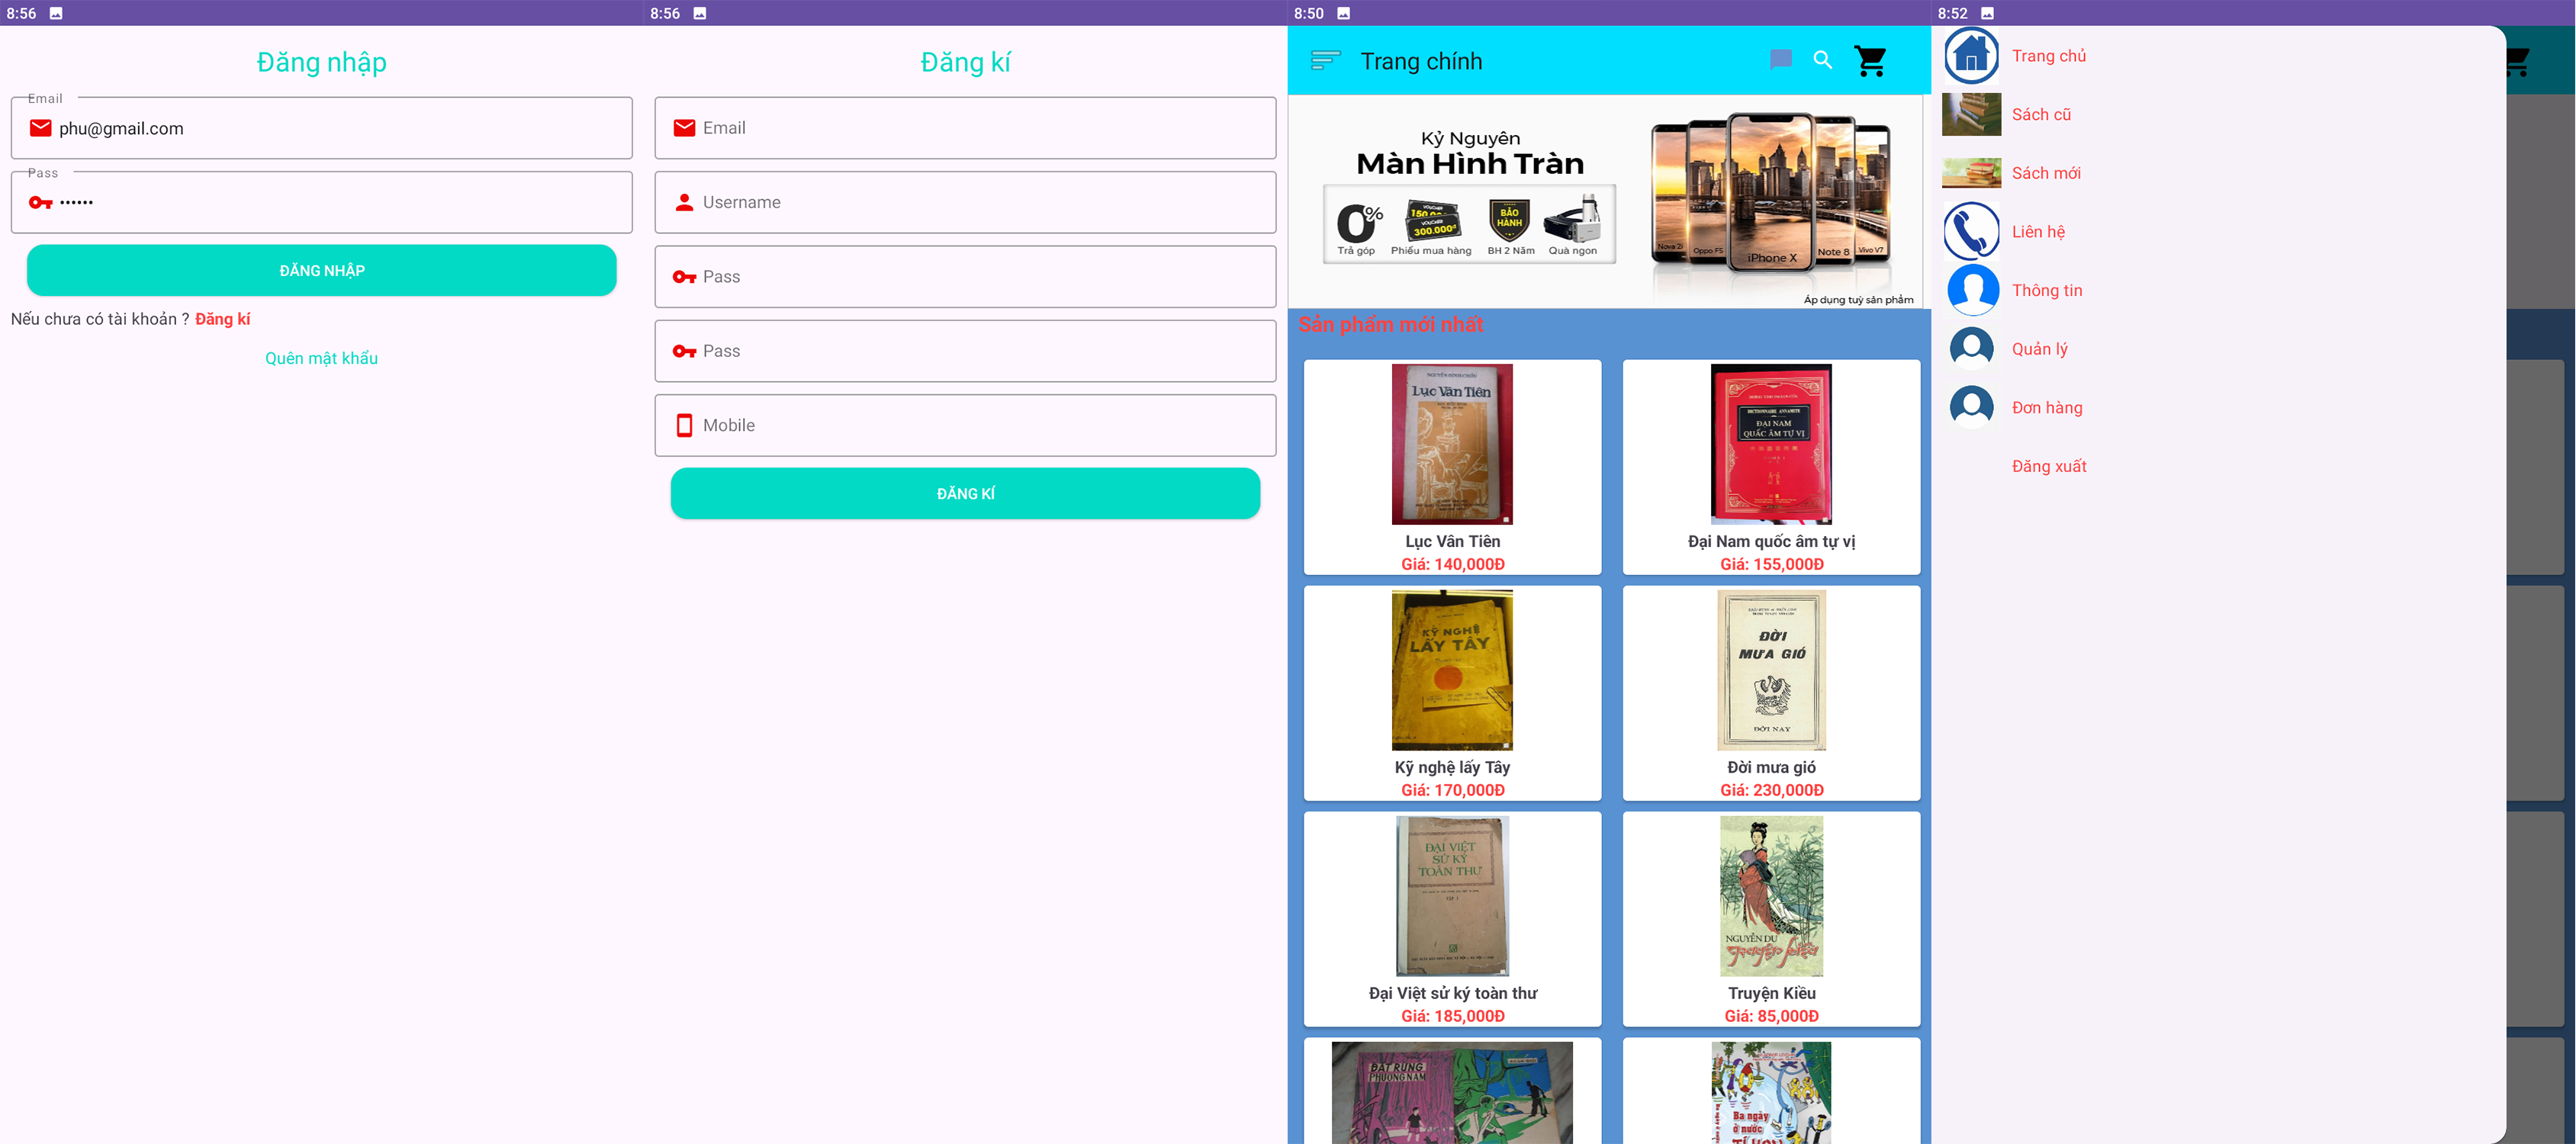 8:56
Đăng nhập
Email
phu@gmail.com
Pass
••••••
ĐĂNG NHẬP
Nếu chưa có tài khoản ? Đăng kí
Quên mật khẩu
8:56
Đăng kí
Email
Username
Pass
Pass
Mobile
ĐĂNG KÍ
8:50
Trang chính
Kỷ Nguyên
Màn Hình Tràn
0%
Trả góp
VOUCHER
300.000đ
Phiếu mua hàng
BẢO
HÀNH
BH 2 Năm
Quà ngon
Nova 2i
Oppo F5
iPhone X
Note 8
Vivo V7
Áp dụng tuỳ sản phẩm
Sản phẩm mới nhất
Lục Vân Tiên
Lục Vân Tiên
Giá: 140,000Đ
DICTIONNAIRE ANNAMITE
ĐẠI NAM
QUẤC ÂM TỰ VỊ
Đại Nam quốc âm tự vị
Giá: 155,000Đ
KỸ NGHỆ
LẤY TÂY
Kỹ nghệ lấy Tây
Giá: 170,000Đ
ĐỜI
MƯA GIÓ
ĐỜI NAY
Đời mưa gió
Giá: 230,000Đ
ĐẠI VIỆT
SỬ KÝ
TOÀN THƯ
Đại Việt sử ký toàn thư
Giá: 185,000Đ
NGUYỄN DU
Truyện Kiều
Truyện Kiều
Giá: 85,000Đ
ĐẤT RỪNG
PHƯƠNG NAM
Ba ngày
ở nước
TÍ HON
8:52
Trang chủ
Sách cũ
Sách mới
Liên hệ
Thông tin
Quản lý
Đơn hàng
Đăng xuất